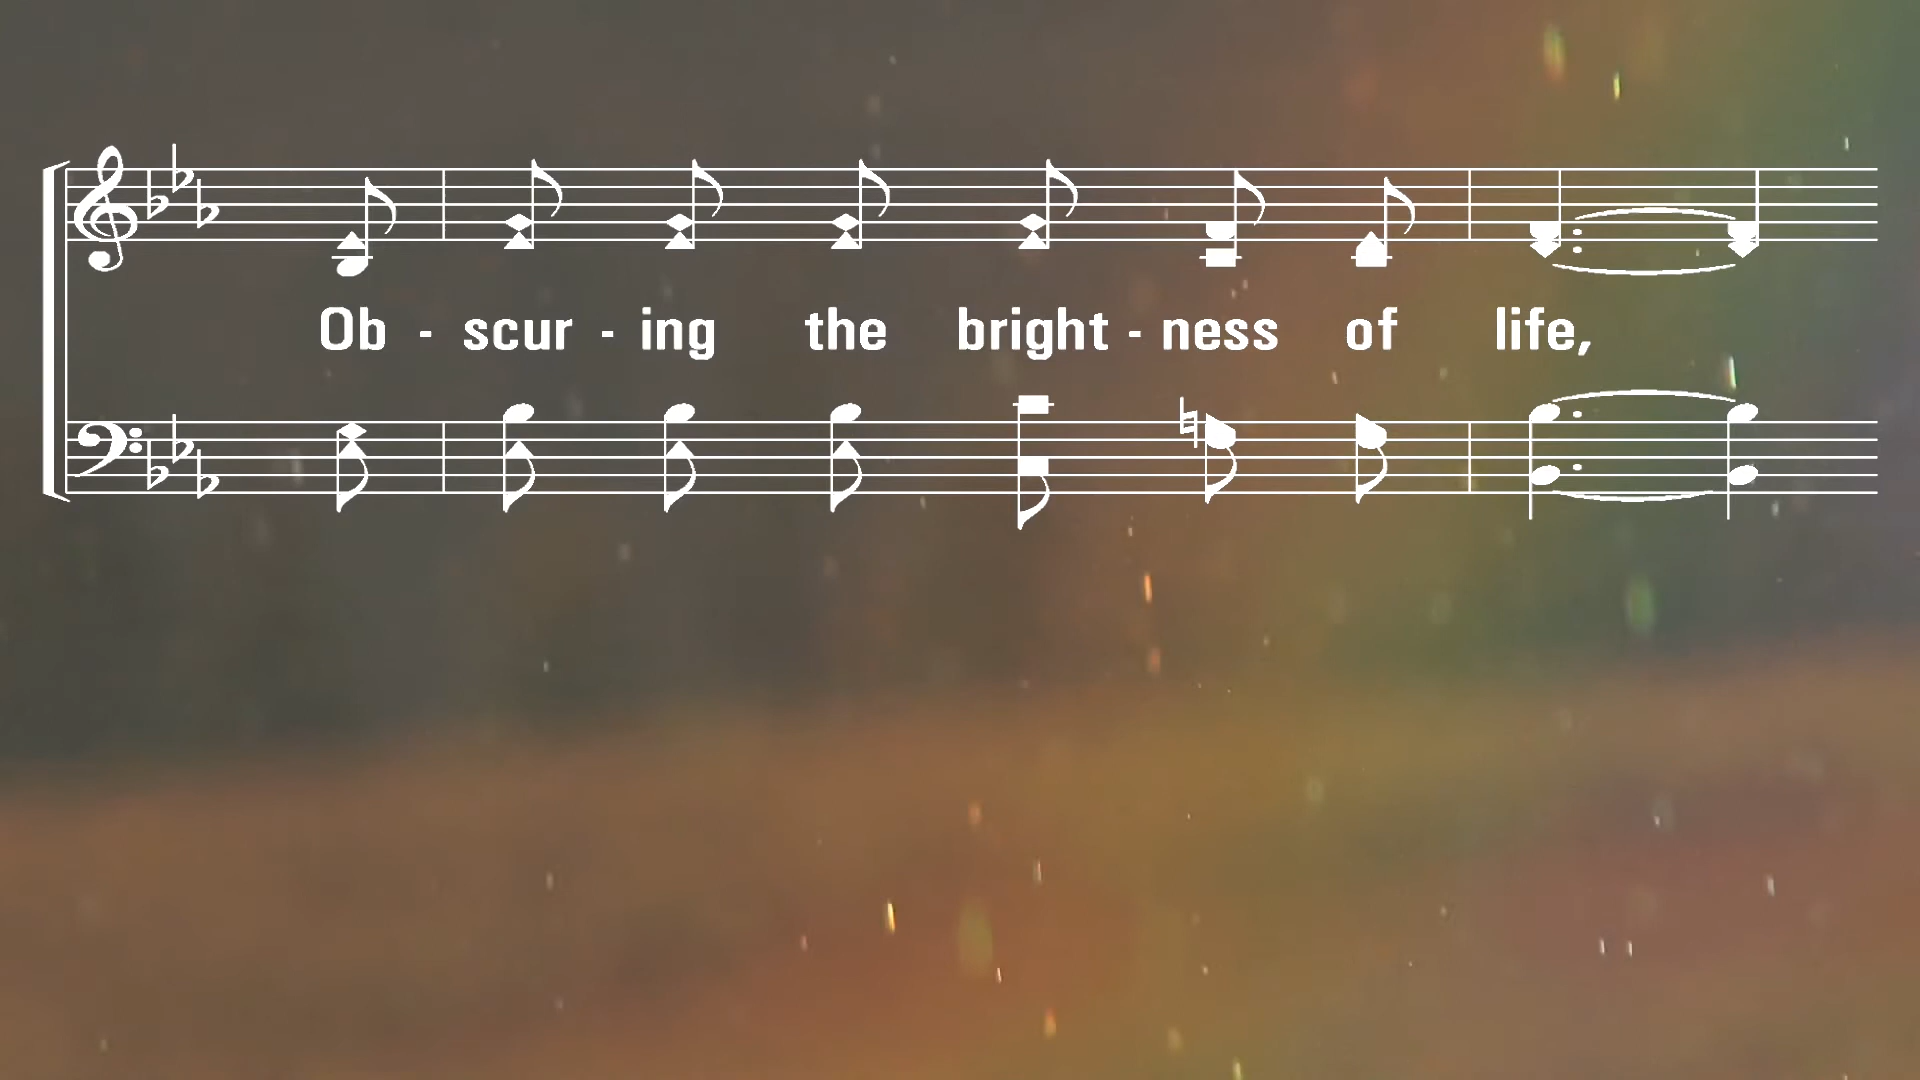 Ob - scur - ing the bright - ness of life,